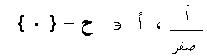 أ/صفر ، أ ∈ ح - {٠}